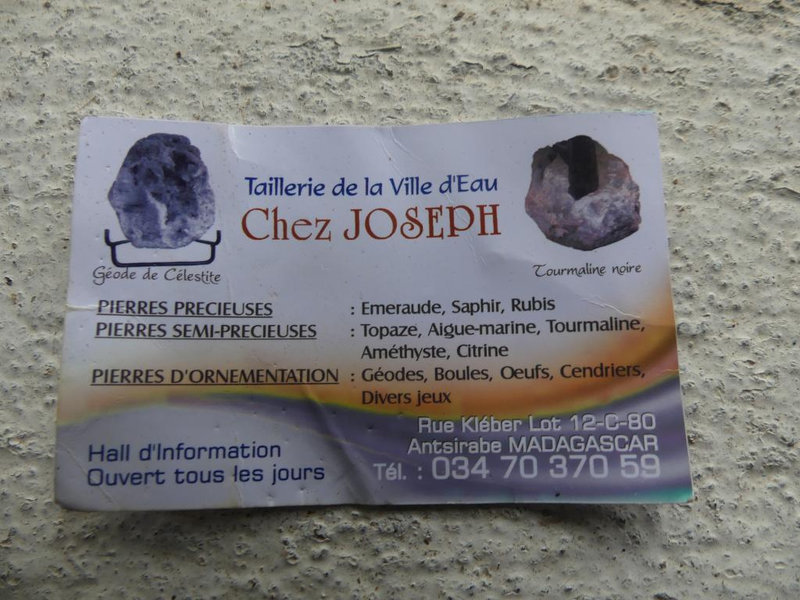 Taillerie de la Ville d'Eau
Chez JOSEPH
Géode de Célestite
Tourmaline noire
PIERRES PRECIEUSES : Emeraude, Saphir, Rubis
PIERRES SEMI-PRECIEUSES : Topaze, Aigue-marine, Tourmaline,
Améthyste, Citrine
PIERRES D'ORNEMENTATION : Géodes, Boules, Oeufs, Cendriers,
Divers jeux
Rue Kléber Lot 12-C-80
Antsirabe MADAGASCAR
Tél. : 034 70 370 59
Hall d'Information
Ouvert tous les jours